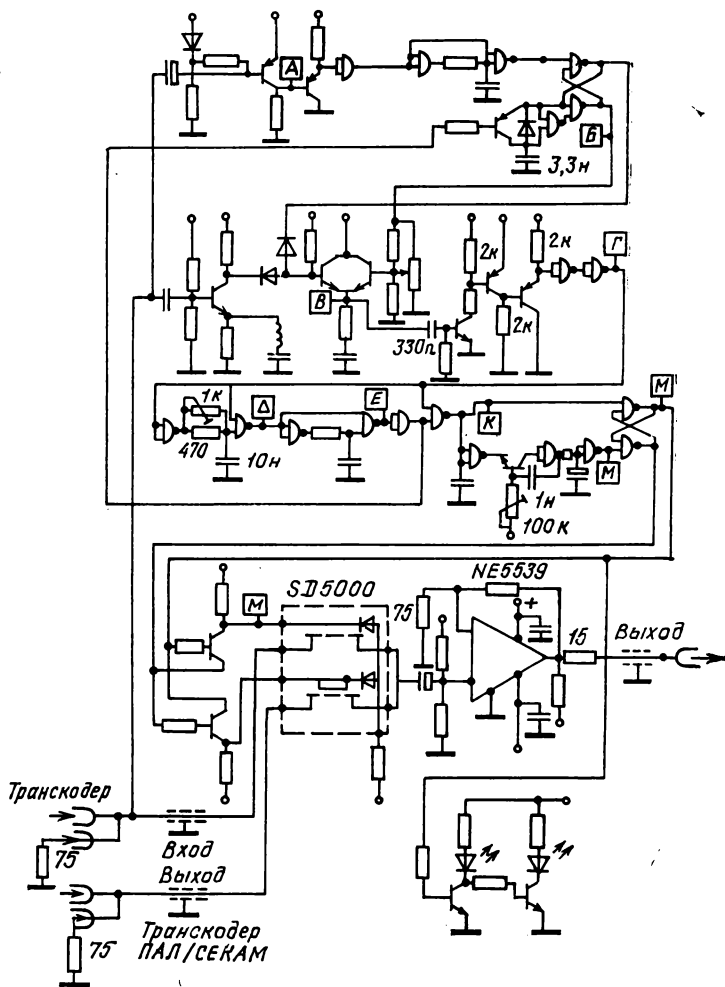 А
Б
3,3н
2к
2к
Г
В
330п
2к
1к
Д
Е
М
К
470
10н
М
1н
100к
SD5000
NE5539
М
75
+
15
Выход
Транскодер
75
Вход
Выход
75
Транскодер
ПАЛ/СЕКАМ